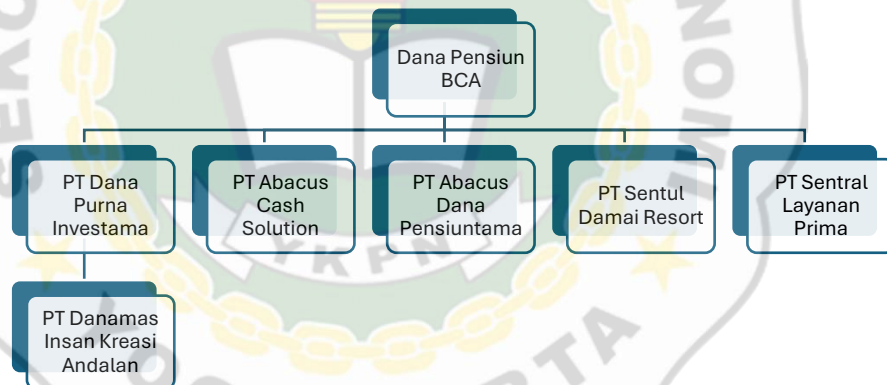 Dana Pensiun
BCA
PT Dana
Purna
Investama
PT Abacus
Cash
Solution
PT Abacus
Dana
Pensiuntama
PT Sentul
Damai Resort
PT Sentral
Layanan
Prima
PT Danamas
Insan Kreasi
Andalan
YKPN